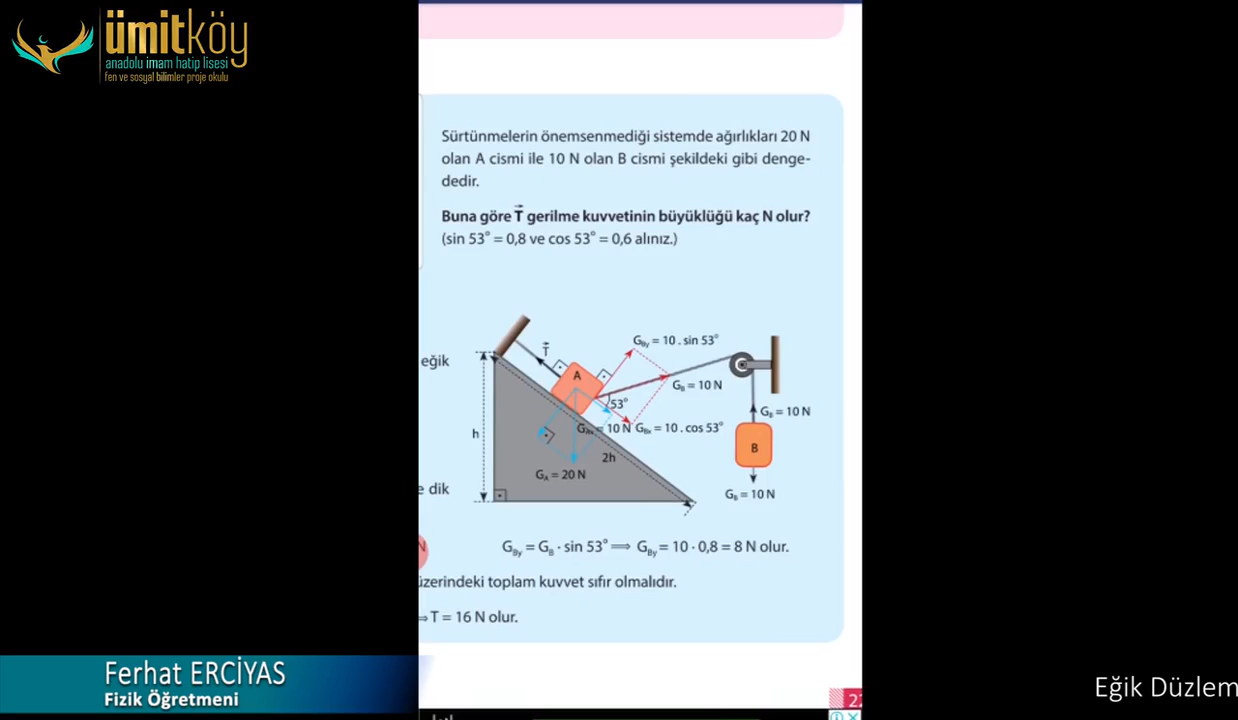 ümitköy
anadolu imam hatip lisesi
fen ve sosyal bilimler proje okulu
Sürtünmelerin önemsenmediği sistemde ağırlıkları 20 N
olan A cismi ile 10 N olan B cismi şekildeki gibi denge-
dedir.
Buna göre T⃗ gerilme kuvvetinin büyüklüğü kaç N olur?
(sin 53° = 0,8 ve cos 53° = 0,6 alınız.)
eğik
T⃗
A
G_By = 10 . sin 53°
G_B = 10 N
53°
G_B = 10 N
= 10 N G_Bx = 10 . cos 53°
h
B
2h
G_A = 20 N
e dik
G_B = 10 N
G_By = G_B · sin 53° ⟹ G_By = 10 · 0,8 = 8 N olur.
üzerindeki toplam kuvvet sıfır olmalıdır.
⇒ T = 16 N olur.
Ferhat ERCİYAS
Fizik Öğretmeni
Eğik Düzlem